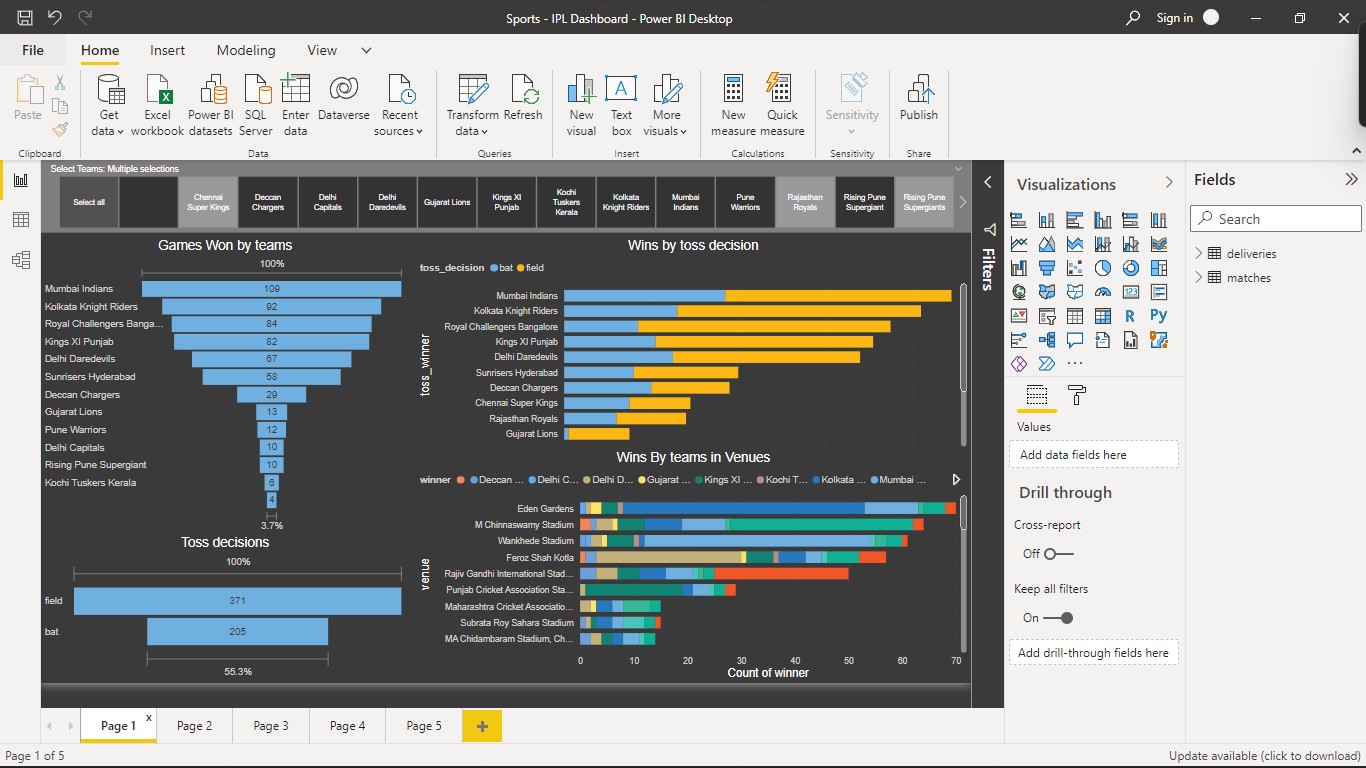 Sports - IPL Dashboard - Power BI Desktop
Sign in
File
Home
Insert
Modeling
View
Paste
Get data
Excel workbook
Power BI datasets
SQL Server
Enter data
Dataverse
Recent sources
Transform data
Refresh
New visual
Text box
More visuals
New measure
Quick measure
Sensitivity
Publish
Clipboard
Data
Queries
Insert
Calculations
Sensitivity
Share
Select Teams: Multiple selections
Select all
Chennai Super Kings
Deccan Chargers
Delhi Capitals
Delhi Daredevils
Gujarat Lions
Kings XI Punjab
Kochi Tuskers Kerala
Kolkata Knight Riders
Mumbai Indians
Pune Warriors
Rajasthan Royals
Rising Pune Supergiant
Rising Pune Supergiants
Games Won by teams
100%
Mumbai Indians 109
Kolkata Knight Riders 92
Royal Challengers Banga... 84
Kings XI Punjab 82
Delhi Daredevils 67
Sunrisers Hyderabad 58
Deccan Chargers 29
Gujarat Lions 13
Pune Warriors 12
Delhi Capitals 10
Rising Pune Supergiant 10
Kochi Tuskers Kerala 6
4
3.7%
Toss decisions
100%
field 371
bat 205
55.3%
Wins by toss decision
toss_decision bat field
toss_winner
Mumbai Indians
Kolkata Knight Riders
Royal Challengers Bangalore
Kings XI Punjab
Delhi Daredevils
Sunrisers Hyderabad
Deccan Chargers
Chennai Super Kings
Rajasthan Royals
Gujarat Lions
Wins By teams in Venues
winner Deccan ... Delhi C... Delhi D... Gujarat ... Kings XI ... Kochi T... Kolkata ... Mumbai ...
venue
Eden Gardens
M Chinnaswamy Stadium
Wankhede Stadium
Feroz Shah Kotla
Rajiv Gandhi International Stad...
Punjab Cricket Association Sta...
Maharashtra Cricket Associatio...
Subrata Roy Sahara Stadium
MA Chidambaram Stadium, Ch...
0 10 20 30 40 50 60 70
Count of winner
Filters
Visualizations
123
R
Py
Values
Add data fields here
Drill through
Cross-report
Off
Keep all filters
On
Add drill-through fields here
Fields
Search
deliveries
matches
Page 1
x
Page 2
Page 3
Page 4
Page 5
Page 1 of 5
Update available (click to download)